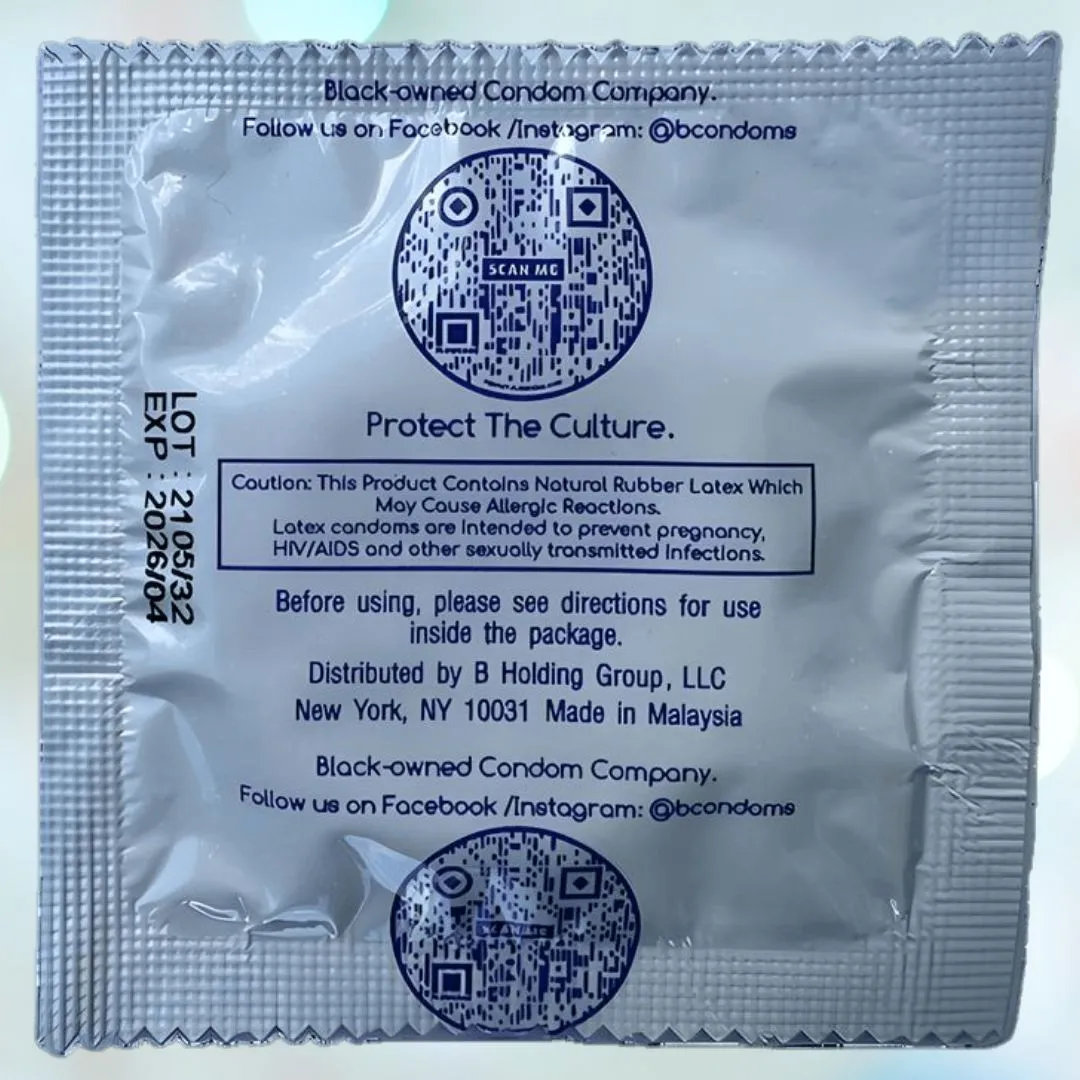 Black-owned Condom Company.
Follow us on Facebook /Instagram: @bcondoms
SCAN ME
Protect The Culture.
LOT : 2105/32
EXP : 2026/04
Caution: This Product Contains Natural Rubber Latex Which
May Cause Allergic Reactions.
Latex condoms are intended to prevent pregnancy,
HIV/AIDS and other sexually transmitted infections.
Before using, please see directions for use
inside the package.
Distributed by B Holding Group, LLC
New York, NY 10031 Made in Malaysia
Black-owned Condom Company.
Follow us on Facebook /Instagram: @bcondoms
SCAN ME